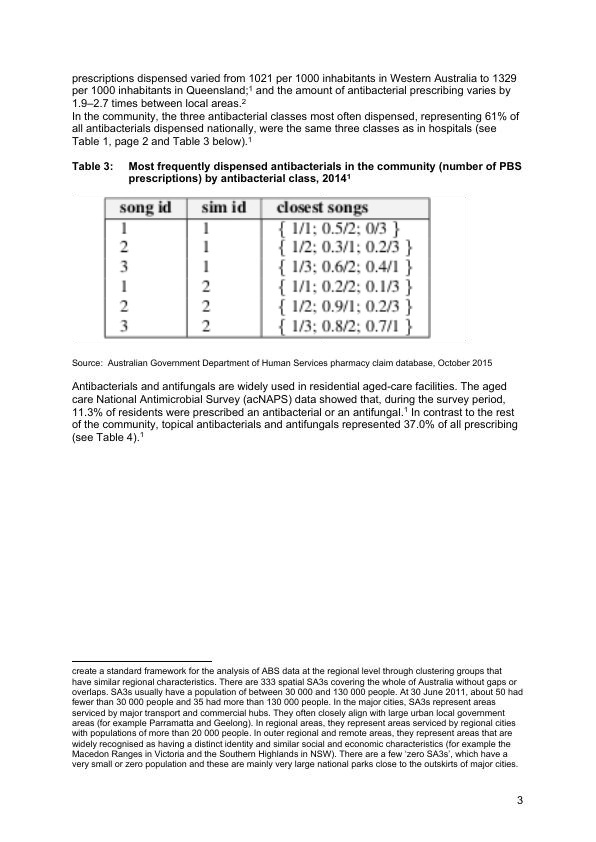 prescriptions dispensed varied from 1021 per 1000 inhabitants in Western Australia to 1329
per 1000 inhabitants in Queensland;¹ and the amount of antibacterial prescribing varies by
1.9–2.7 times between local areas.²
In the community, the three antibacterial classes most often dispensed, representing 61% of
all antibacterials dispensed nationally, were the same three classes as in hospitals (see
Table 1, page 2 and Table 3 below).¹
Table 3: Most frequently dispensed antibacterials in the community (number of PBS
prescriptions) by antibacterial class, 2014¹
song id sim id closest songs
1 1 { 1/1; 0.5/2; 0/3 }
2 1 { 1/2; 0.3/1; 0.2/3 }
3 1 { 1/3; 0.6/2; 0.4/1 }
1 2 { 1/1; 0.2/2; 0.1/3 }
2 2 { 1/2; 0.9/1; 0.2/3 }
3 2 { 1/3; 0.8/2; 0.7/1 }
Source: Australian Government Department of Human Services pharmacy claim database, October 2015
Antibacterials and antifungals are widely used in residential aged-care facilities. The aged
care National Antimicrobial Survey (acNAPS) data showed that, during the survey period,
11.3% of residents were prescribed an antibacterial or an antifungal.¹ In contrast to the rest
of the community, topical antibacterials and antifungals represented 37.0% of all prescribing
(see Table 4).¹
create a standard framework for the analysis of ABS data at the regional level through clustering groups that
have similar regional characteristics. There are 333 spatial SA3s covering the whole of Australia without gaps or
overlaps. SA3s usually have a population of between 30 000 and 130 000 people. At 30 June 2011, about 50 had
fewer than 30 000 people and 35 had more than 130 000 people. In the major cities, SA3s represent areas
serviced by major transport and commercial hubs. They often closely align with large urban local government
areas (for example Parramatta and Geelong). In regional areas, they represent areas serviced by regional cities
with populations of more than 20 000 people. In outer regional and remote areas, they represent areas that are
widely recognised as having a distinct identity and similar social and economic characteristics (for example the
Macedon Ranges in Victoria and the Southern Highlands in NSW). There are a few ‘zero SA3s’, which have a
very small or zero population and these are mainly very large national parks close to the outskirts of major cities.
3